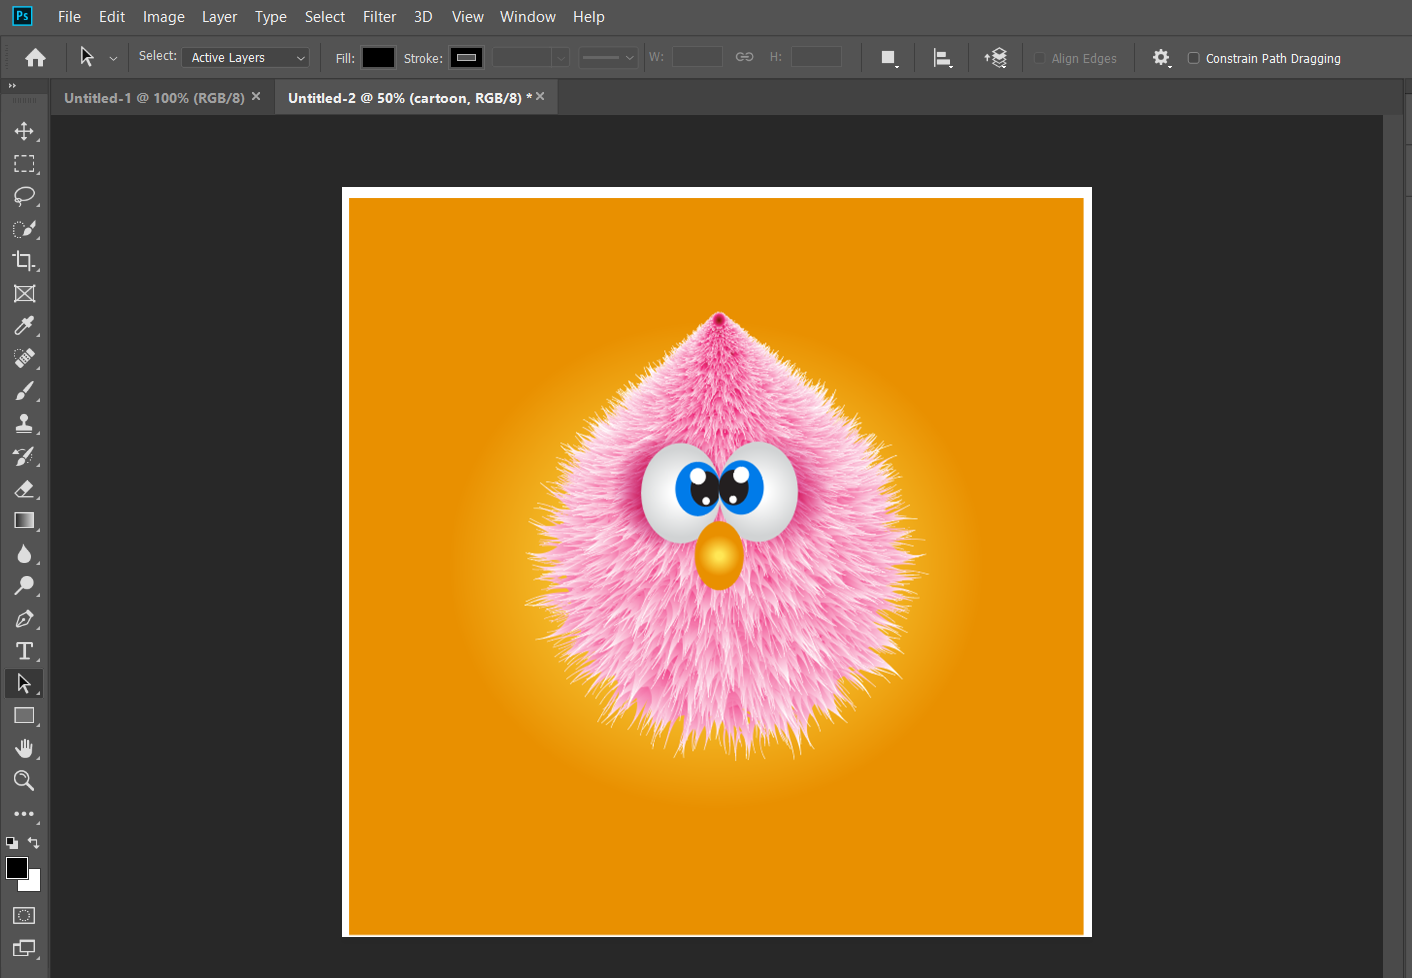 Ps File Edit Image Layer Type Select Filter 3D View Window Help
Select: Active Layers Fill: Stroke: W: H: Align Edges Constrain Path Dragging
Untitled-1 @ 100% (RGB/8) × Untitled-2 @ 50% (cartoon, RGB/8) * ×
T